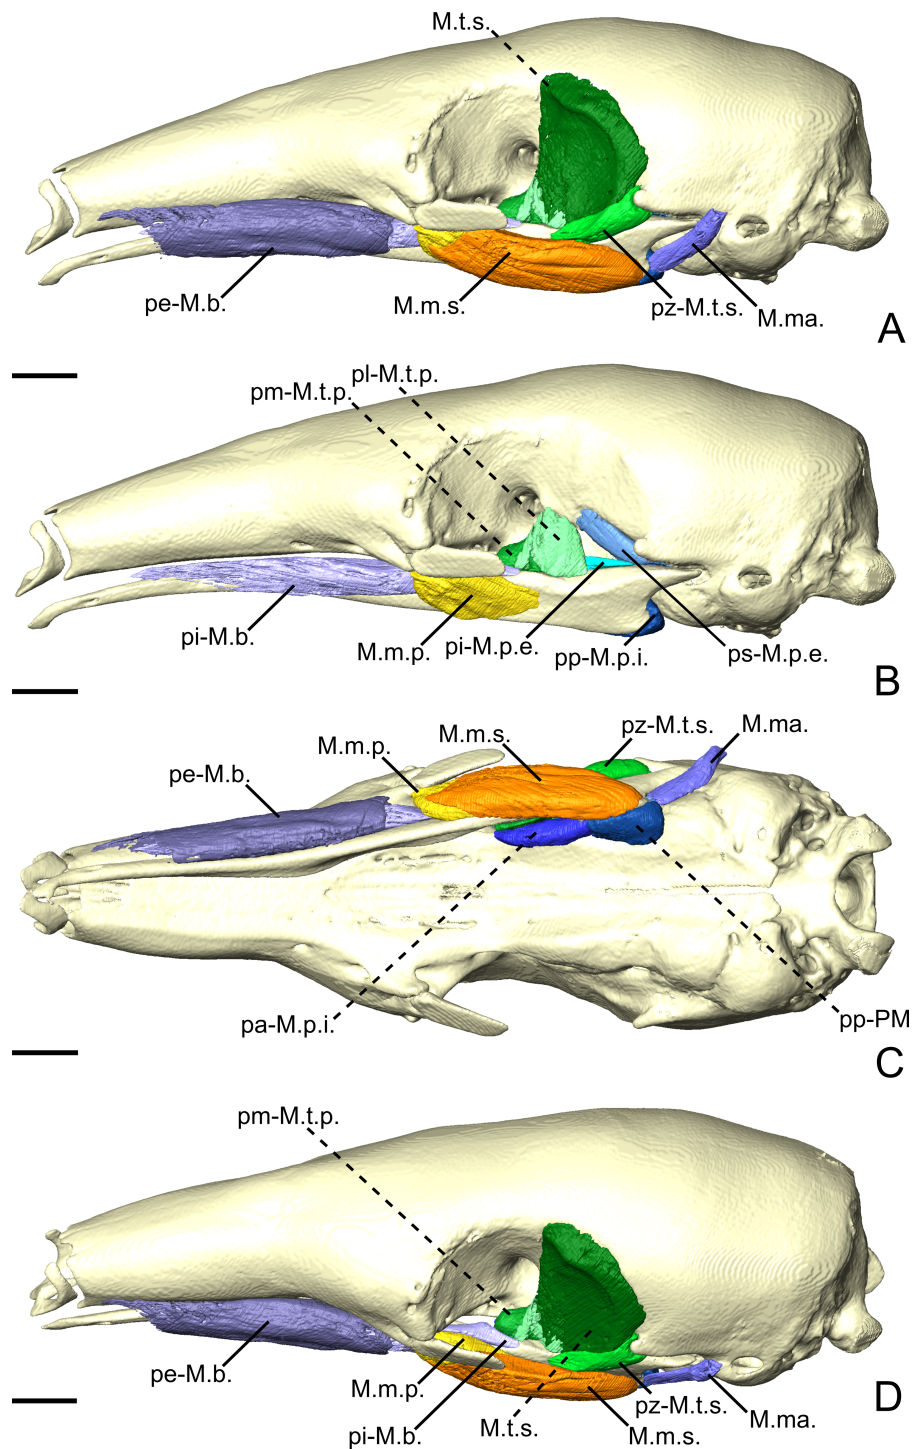 M.t.s.
pe-M.b.
M.m.s.
pz-M.t.s.
M.ma.
A
pl-M.t.p.
pm-M.t.p.
pi-M.b.
M.m.p.
pi-M.p.e.
pp-M.p.i.
ps-M.p.e.
B
M.ma.
pz-M.t.s.
M.m.s.
M.m.p.
pe-M.b.
pa-M.p.i.
pp-PM
C
pm-M.t.p.
pe-M.b.
M.m.p.
pi-M.b.
M.t.s.
M.m.s.
pz-M.t.s.
M.ma.
D